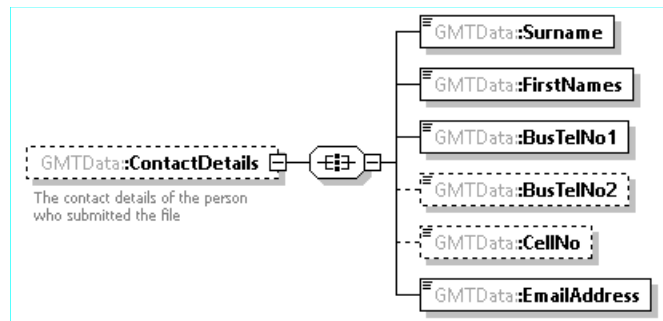 GMTData::Surname
GMTData::FirstNames
GMTData::BusTelNo1
GMTData::ContactDetails
The contact details of the person
who submitted the file
GMTData::BusTelNo2
GMTData::CellNo
GMTData::EmailAddress